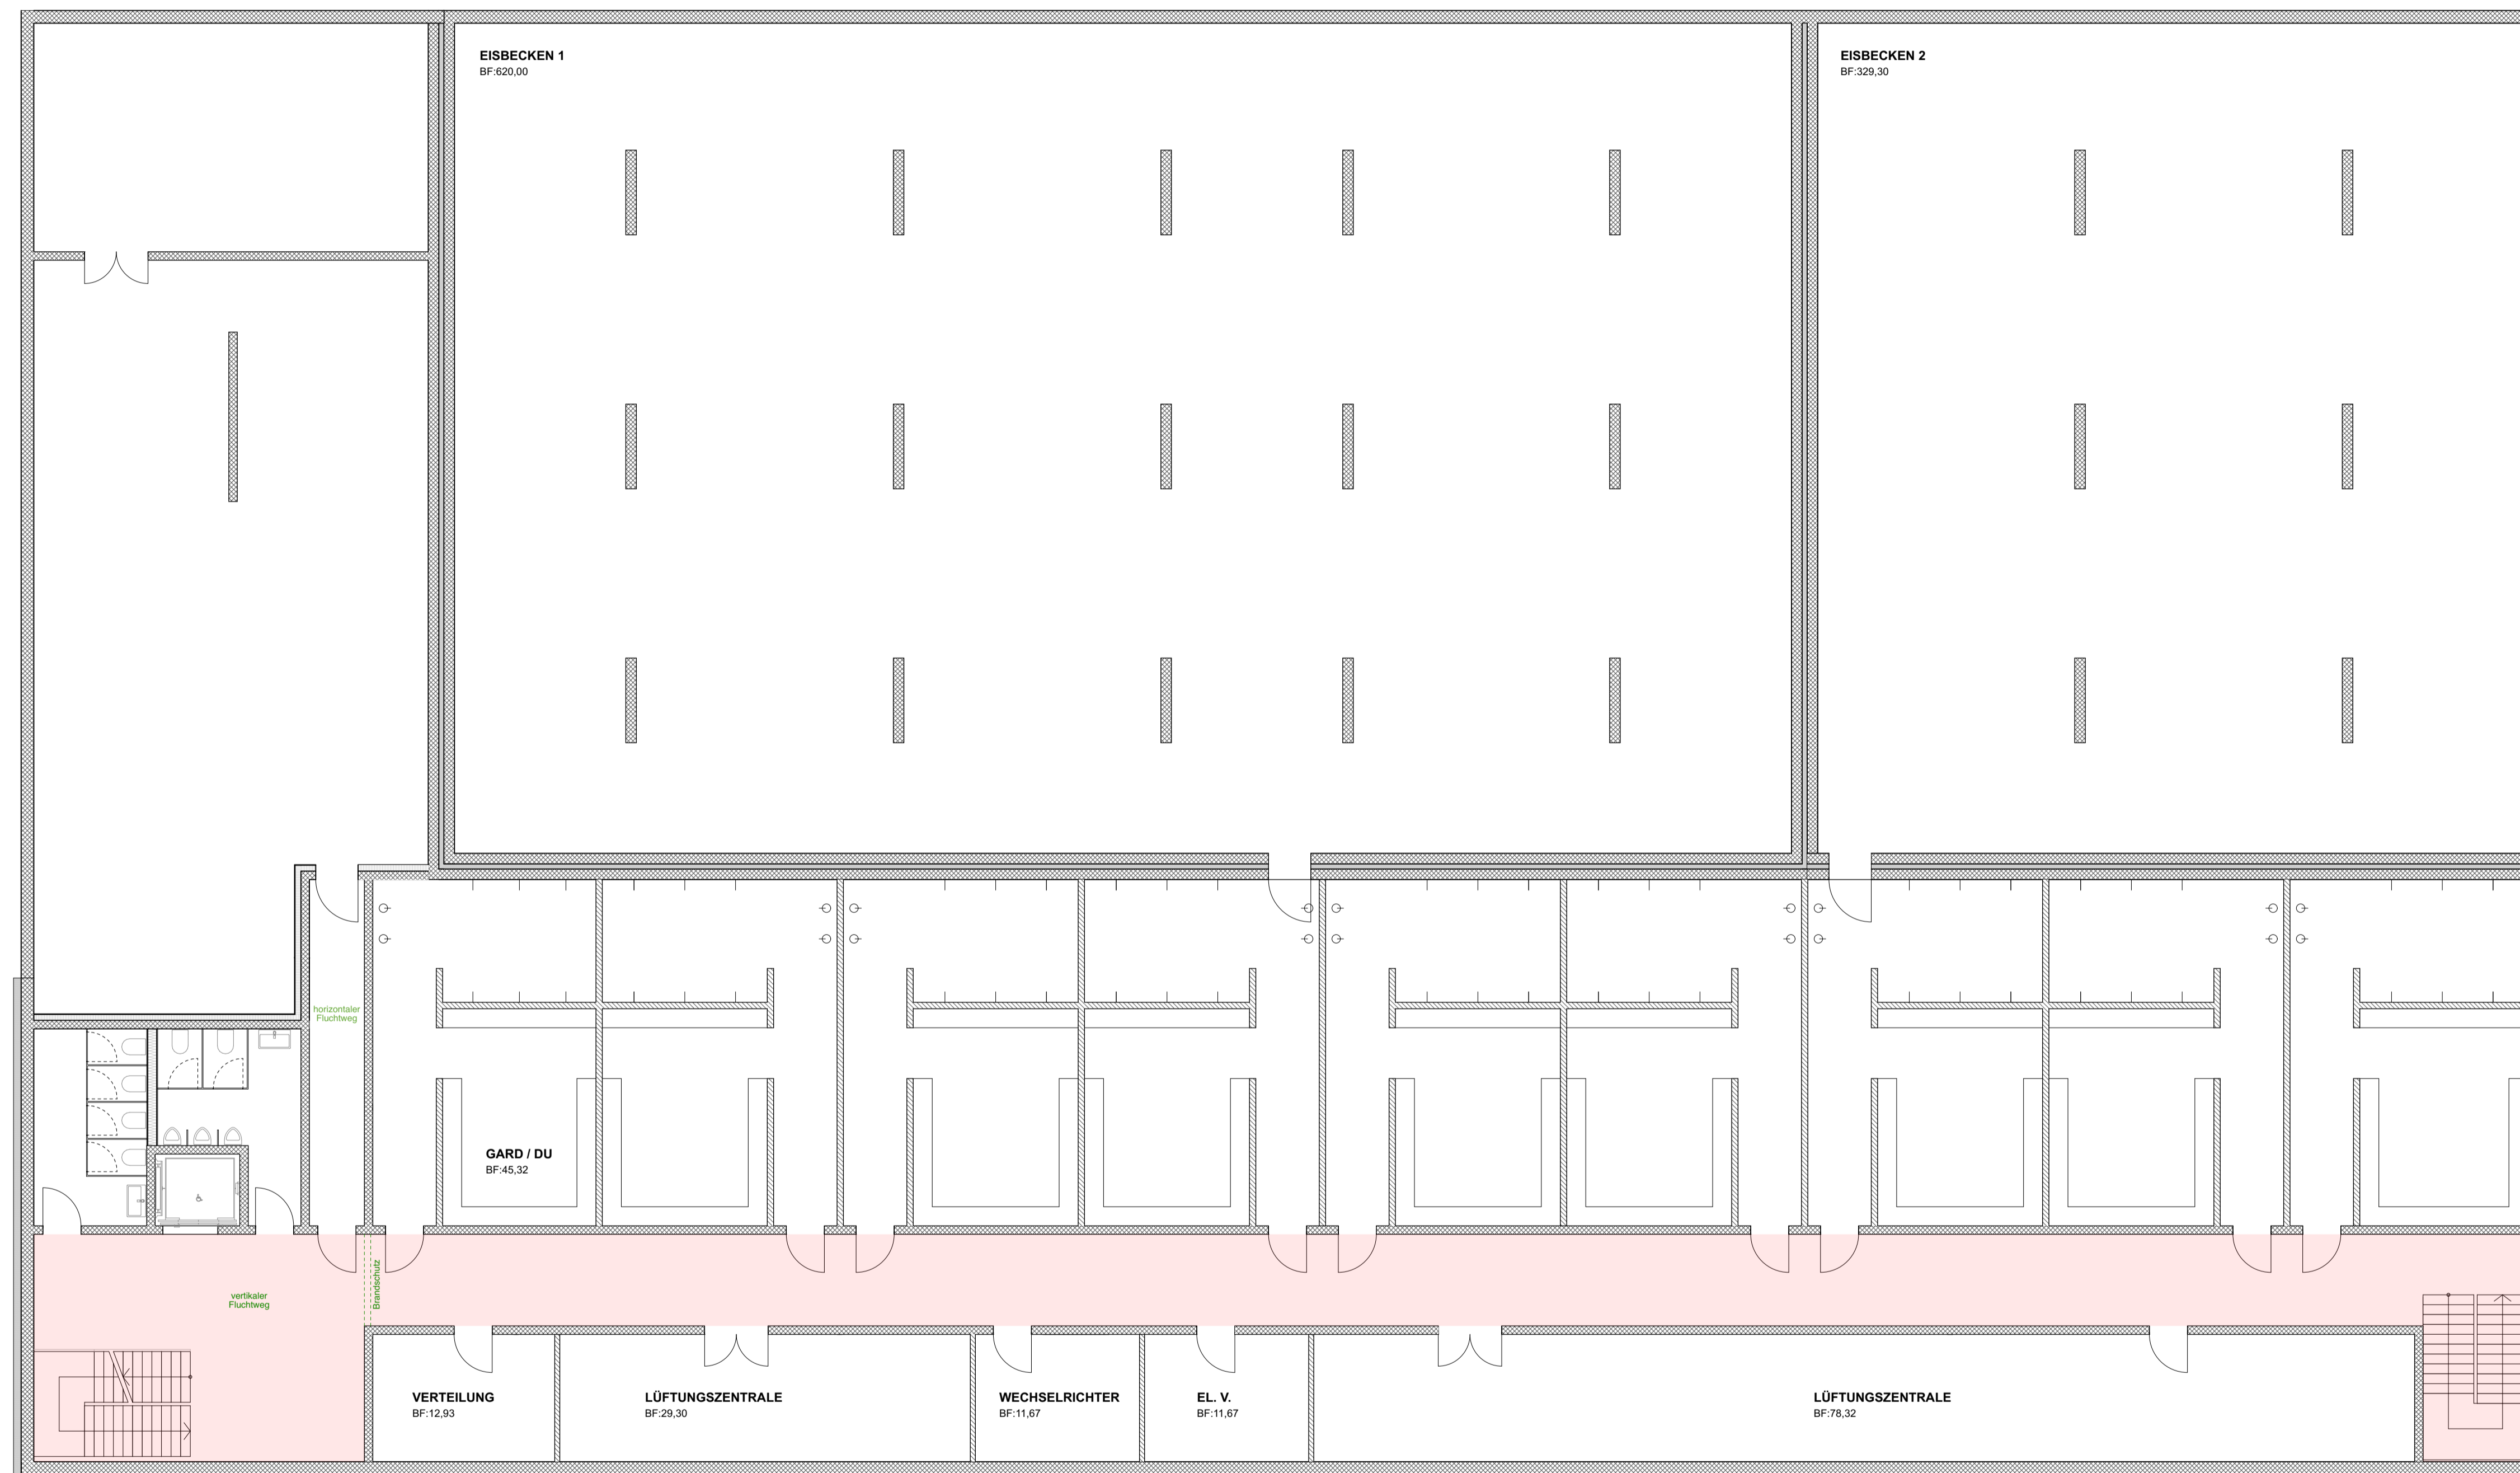 EISBECKEN 1
BF:620,00
EISBECKEN 2
BF:329,30
horizontaler
Fluchtweg
GARD / DU
BF:45,32
vertikaler
Fluchtweg
Brandschutz
VERTEILUNG
BF:12,93
LÜFTUNGSZENTRALE
BF:29,30
WECHSELRICHTER
BF:11,67
EL. V.
BF:11,67
LÜFTUNGSZENTRALE
BF:78,32